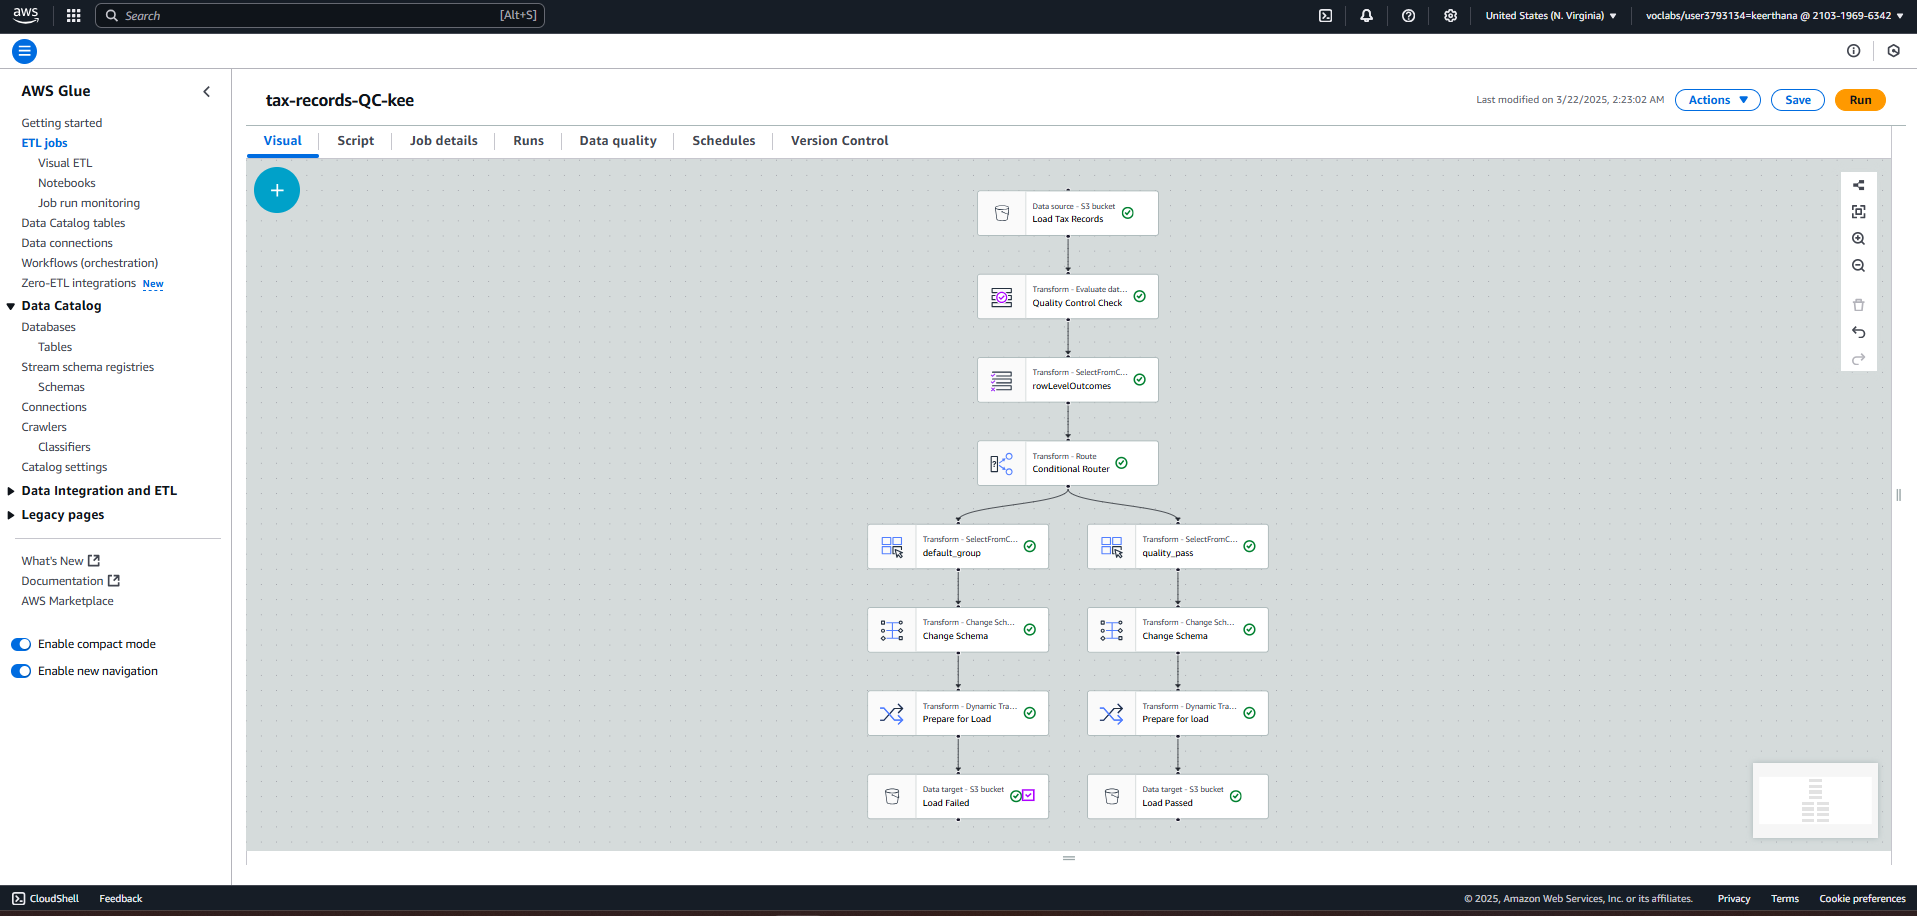 aws
Search [Alt+S]
United States (N. Virginia) ▼
voclabs/user3793134=keerthana @ 2103-1969-6342 ▼
AWS Glue
Getting started
ETL jobs
Visual ETL
Notebooks
Job run monitoring
Data Catalog tables
Data connections
Workflows (orchestration)
Zero-ETL integrations New
Data Catalog
Databases
Tables
Stream schema registries
Schemas
Connections
Crawlers
Classifiers
Catalog settings
Data Integration and ETL
Legacy pages
What's New
Documentation
AWS Marketplace
Enable compact mode
Enable new navigation
tax-records-QC-kee
Last modified on 3/22/2025, 2:23:02 AM
Actions ▼
Save
Run
Visual
Script
Job details
Runs
Data quality
Schedules
Version Control
Data source - S3 bucket
Load Tax Records
Transform - Evaluate dat...
Quality Control Check
Transform - SelectFromC...
rowLevelOutcomes
Transform - Route
Conditional Router
Transform - SelectFromC...
default_group
Transform - SelectFromC...
quality_pass
Transform - Change Sch...
Change Schema
Transform - Change Sch...
Change Schema
Transform - Dynamic Tra...
Prepare for Load
Transform - Dynamic Tra...
Prepare for load
Data target - S3 bucket
Load Failed
Data target - S3 bucket
Load Passed
CloudShell
Feedback
© 2025, Amazon Web Services, Inc. or its affiliates.
Privacy
Terms
Cookie preferences